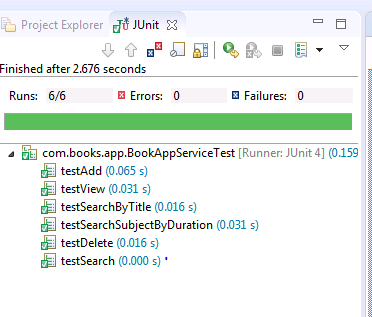 Project Explorer JUnit
Finished after 2.676 seconds
Runs: 6/6 Errors: 0 Failures: 0
com.books.app.BookAppServiceTest [Runner: JUnit 4] (0.159
testAdd (0.065 s)
testView (0.031 s)
testSearchByTitle (0.016 s)
testSearchSubjectByDuration (0.031 s)
testDelete (0.016 s)
testSearch (0.000 s)